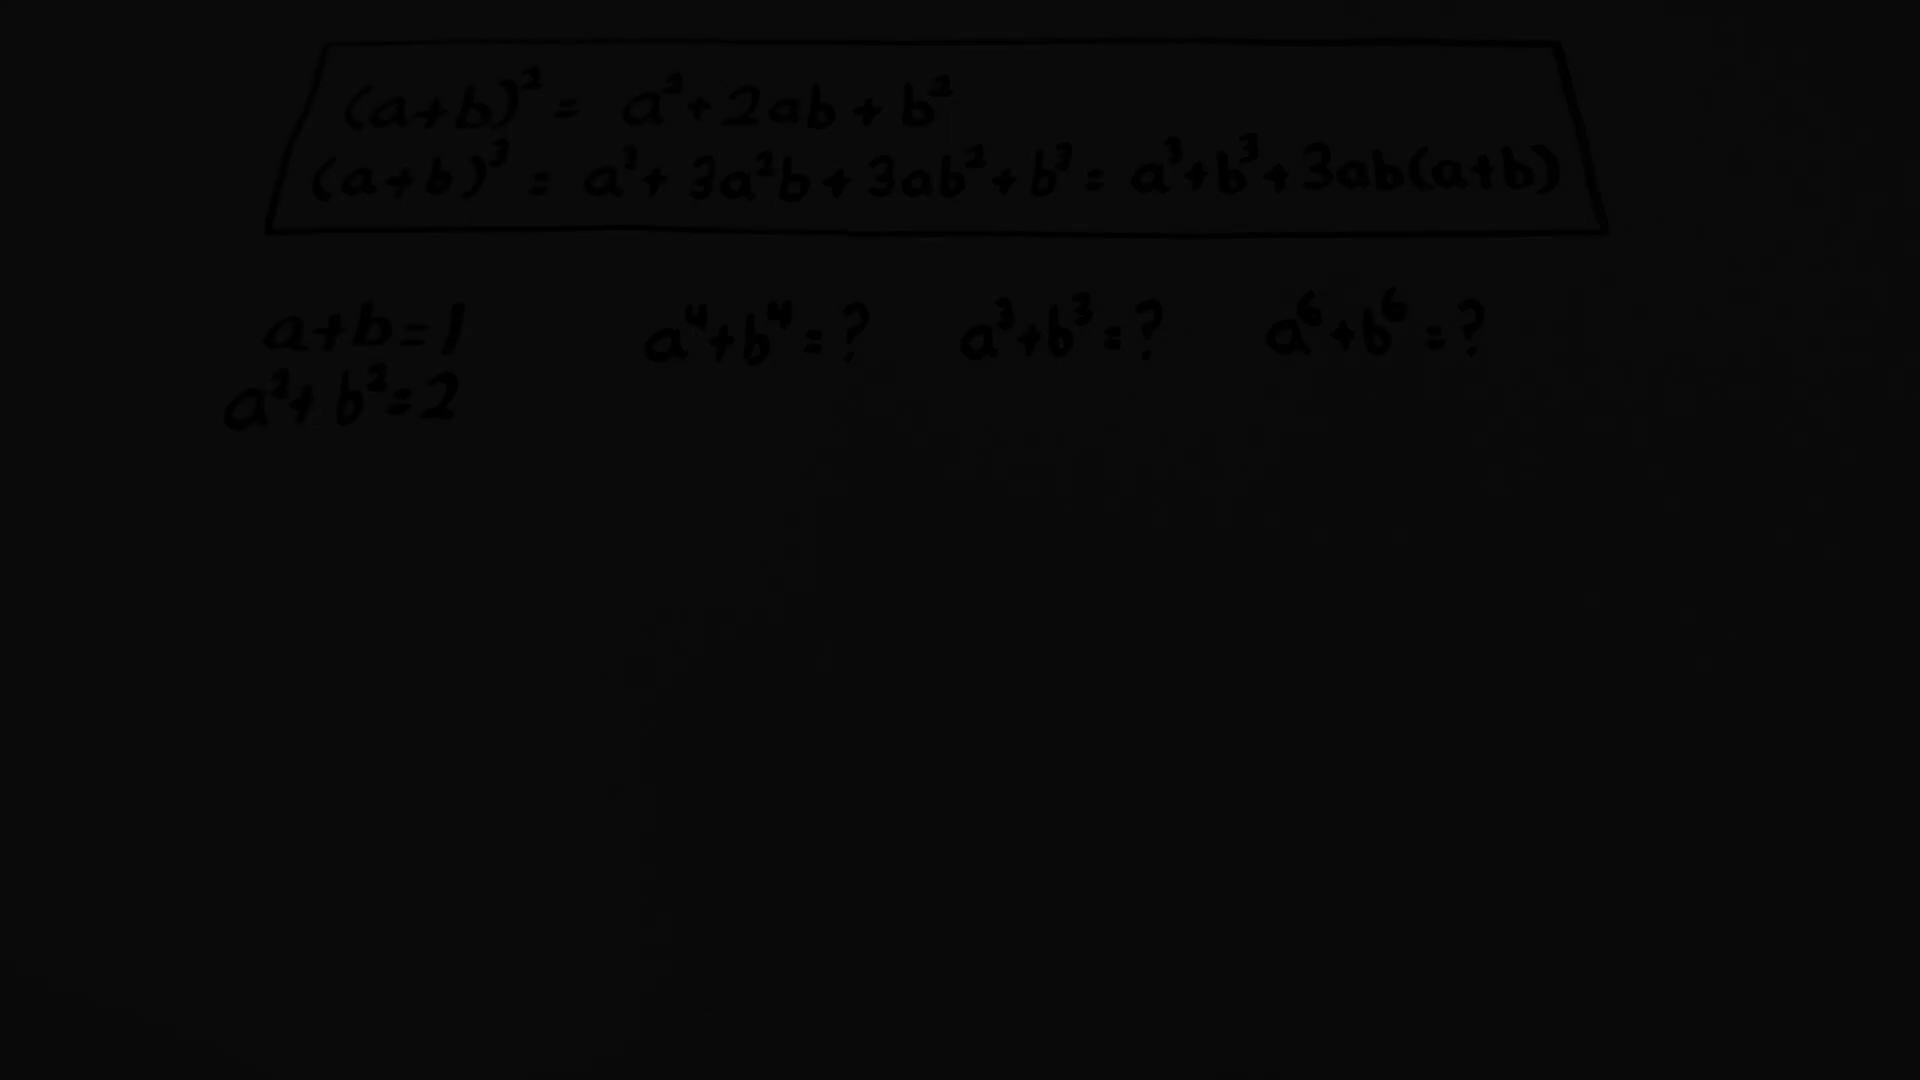 (a+b)² = a²+2ab+b²
(a+b)³ = a³+3a²b+3ab²+b³ = a³+b³+3ab(a+b)
a+b=1 a⁴+b⁴=? a³+b³=? a⁶+b⁶=?
a²+b²=2